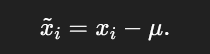 x̃ᵢ = xᵢ − μ.